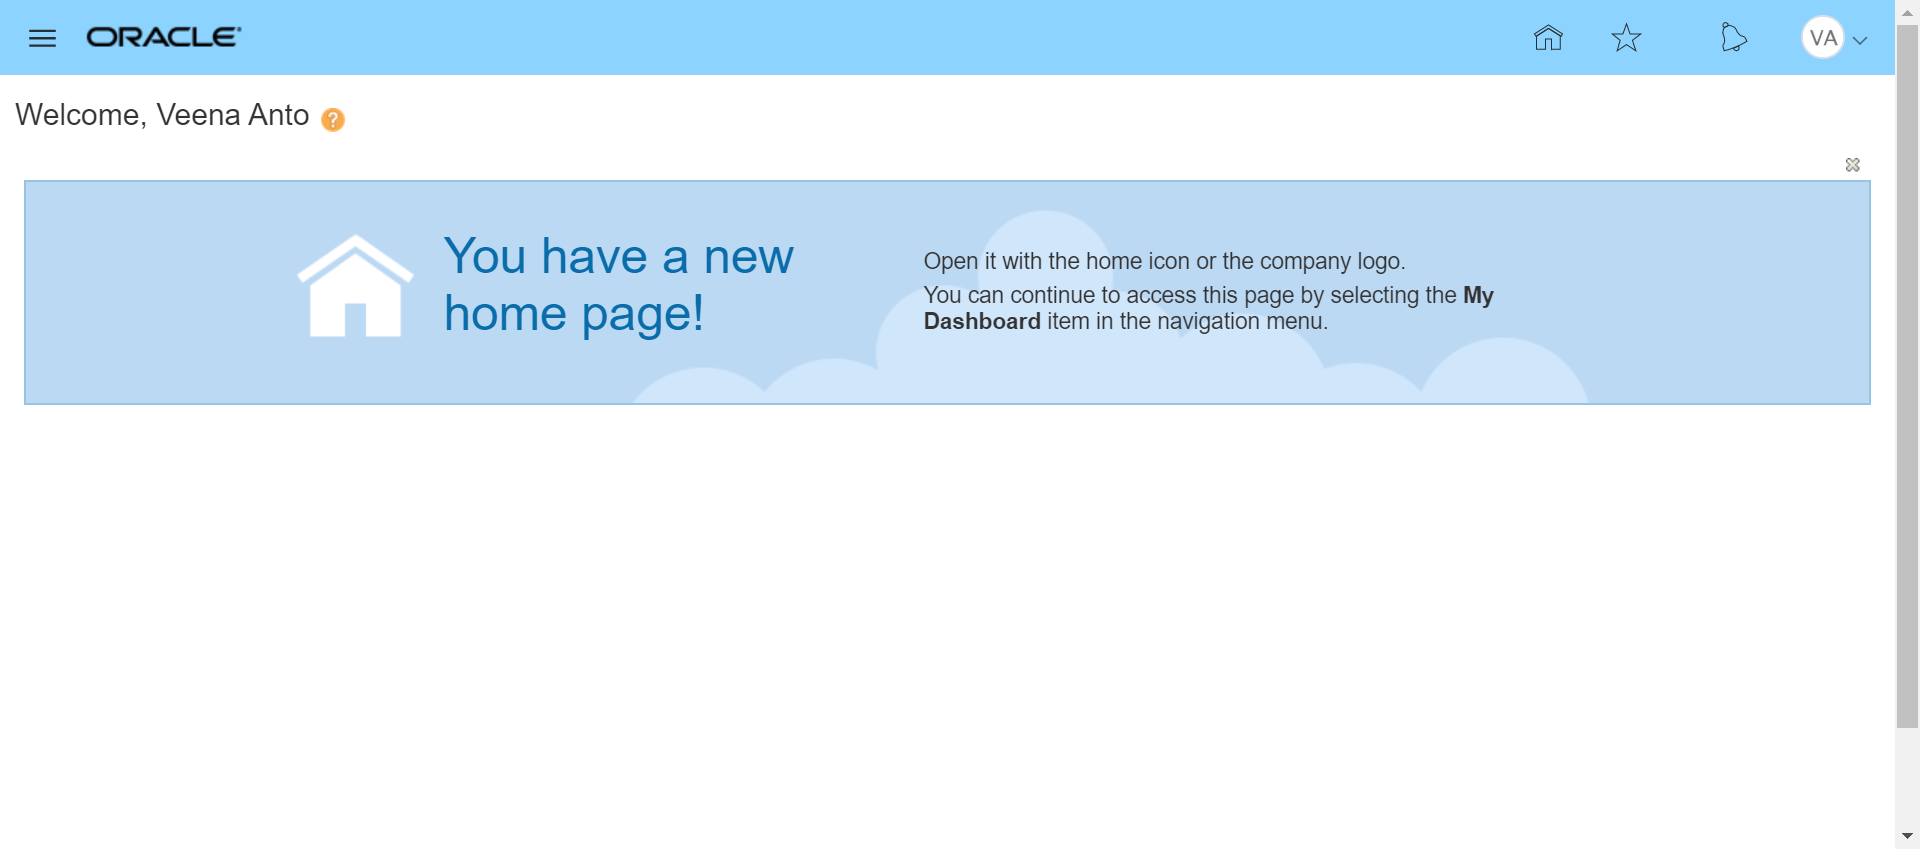 ORACLE
VA
Welcome, Veena Anto ?
You have a new
home page!
Open it with the home icon or the company logo.
You can continue to access this page by selecting the My
Dashboard item in the navigation menu.